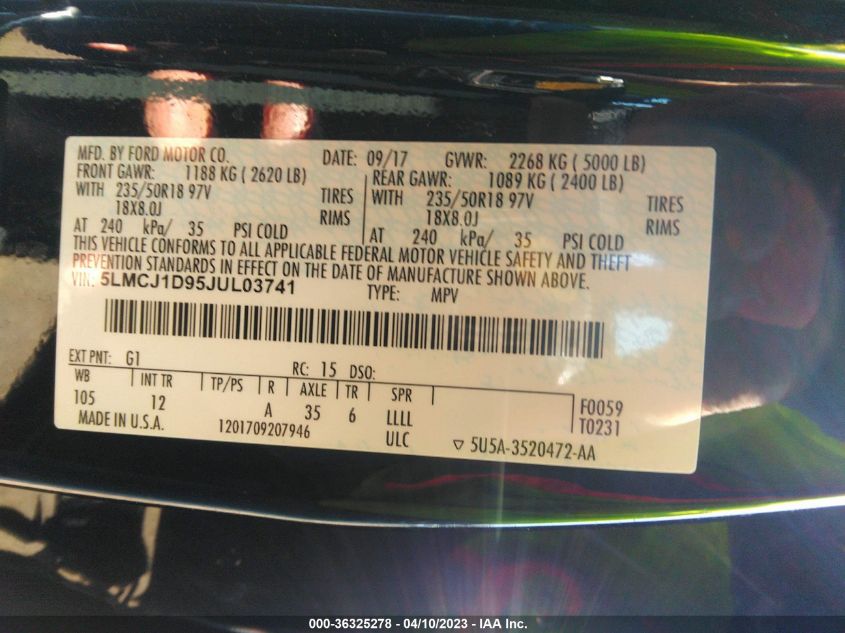 MFD. BY FORD MOTOR CO. DATE: 09/17 GVWR: 2268 KG ( 5000 LB)
FRONT GAWR: 1188 KG ( 2620 LB) REAR GAWR: 1089 KG ( 2400 LB)
WITH 235/50R18 97V TIRES WITH 235/50R18 97V TIRES
18X8.0J RIMS 18X8.0J RIMS
AT 240 kPa/ 35 PSI COLD AT 240 kPa/ 35 PSI COLD
THIS VEHICLE CONFORMS TO ALL APPLICABLE FEDERAL MOTOR VEHICLE SAFETY AND THEFT
PREVENTION STANDARDS IN EFFECT ON THE DATE OF MANUFACTURE SHOWN ABOVE.
VIN: 5LMCJ1D95JUL03741 TYPE: MPV
EXT PNT: G1 RC: 15 DSO:
WB INT TR TP/PS R AXLE TR SPR
105 12 A 35 6 LLLL F0059
MADE IN U.S.A. 1201709207946 ULC T0231
5U5A-3520472-AA
000-36325278 - 04/10/2023 - IAA Inc.